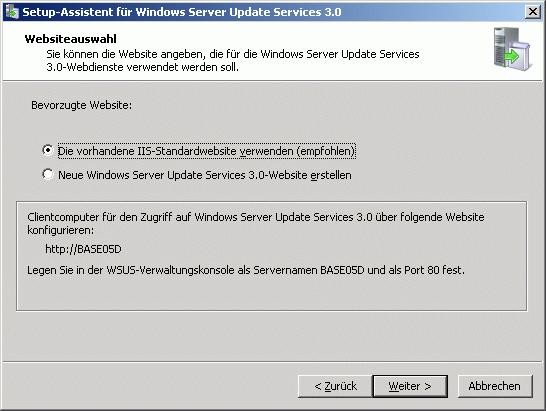 Setup-Assistent für Windows Server Update Services 3.0
Websiteauswahl
Sie können die Website angeben, die für die Windows Server Update Services
3.0-Webdienste verwendet werden soll.
Bevorzugte Website:
Die vorhandene IIS-Standardwebsite verwenden (empfohlen)
Neue Windows Server Update Services 3.0-Website erstellen
Clientcomputer für den Zugriff auf Windows Server Update Services 3.0 über folgende Website
konfigurieren:
http://BASE05D
Legen Sie in der WSUS-Verwaltungskonsole als Servernamen BASE05D und als Port 80 fest.
< Zurück
Weiter >
Abbrechen